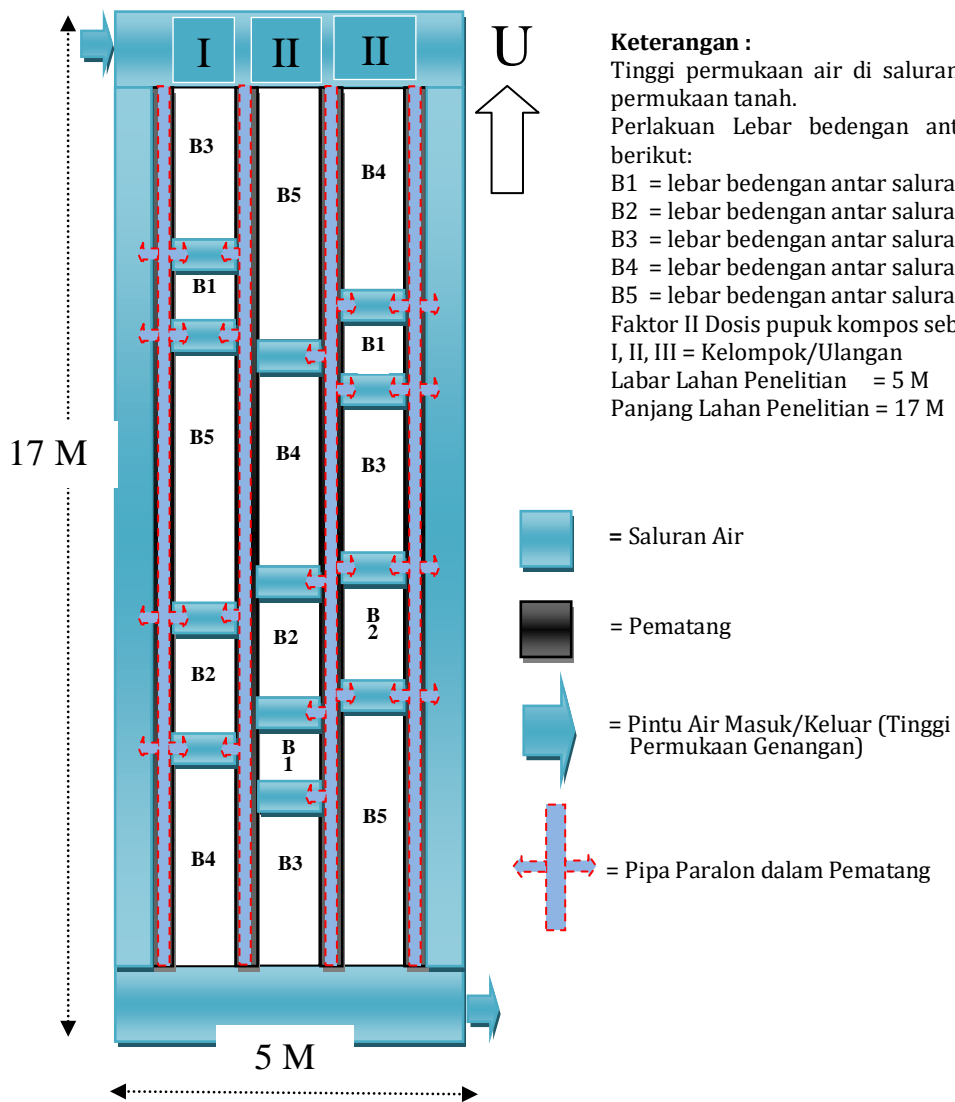 I II II
U
B3
B5
B4
B1
B1
B5
B4
B3
B2
B2
B
2
B
1
B4
B3
B5
17 M
5 M
Keterangan :
Tinggi permukaan air di saluran
permukaan tanah.
Perlakuan Lebar bedengan ant
berikut:
B1 = lebar bedengan antar salura
B2 = lebar bedengan antar salura
B3 = lebar bedengan antar salura
B4 = lebar bedengan antar salura
B5 = lebar bedengan antar salura
Faktor II Dosis pupuk kompos seb
I, II, III = Kelompok/Ulangan
Labar Lahan Penelitian = 5 M
Panjang Lahan Penelitian = 17 M
= Saluran Air
= Pematang
= Pintu Air Masuk/Keluar (Tinggi
Permukaan Genangan)
= Pipa Paralon dalam Pematang